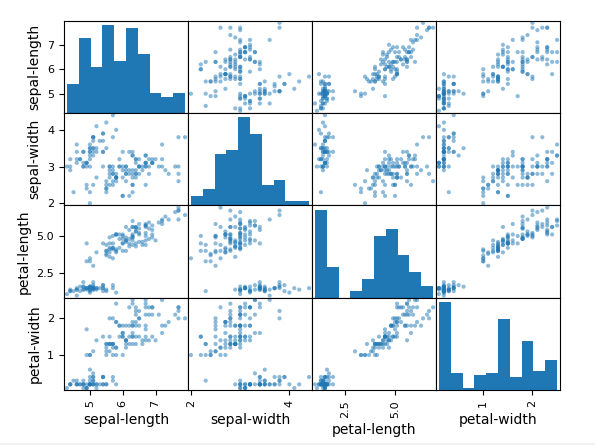 sepal-length
7
6
5
sepal-width
4
3
2
petal-length
5.0
2.5
petal-width
2
1
5 6 7 2 4 2.5 5.0 1 2
sepal-length sepal-width petal-length petal-width